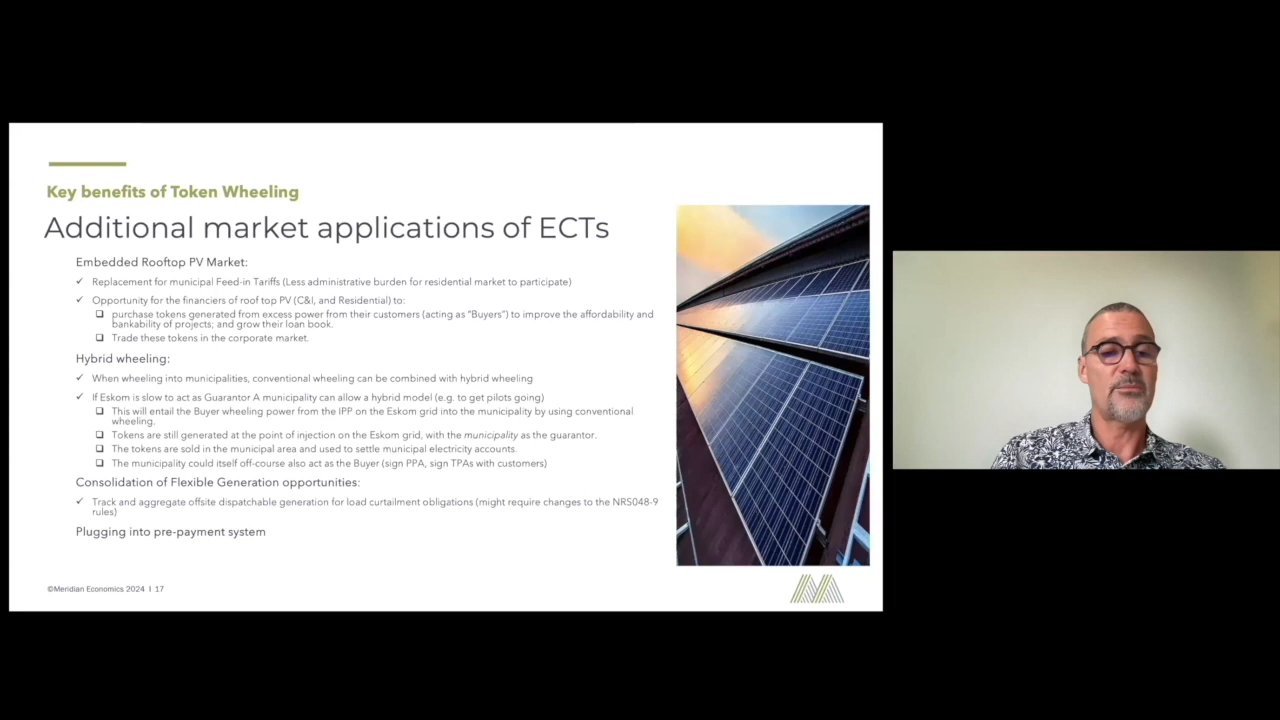 Key benefits of Token Wheeling
Additional market applications of ECTs
Embedded Rooftop PV Market:
✓ Replacement for municipal Feed-in Tariffs (Less administrative burden for residential market to participate)
✓ Opportunity for the financiers of roof top PV (C&I, and Residential) to:
❑ purchase tokens generated from excess power from their customers (acting as "Buyers") to improve the affordability and
bankability of projects; and grow their loan book.
❑ Trade these tokens in the corporate market.
Hybrid wheeling:
✓ When wheeling into municipalities, conventional wheeling can be combined with hybrid wheeling
✓ If Eskom is slow to act as Guarantor A municipality can allow a hybrid model (e.g. to get pilots going)
❑ This will entail the Buyer wheeling power from the IPP on the Eskom grid into the municipality by using conventional
wheeling.
❑ Tokens are still generated at the point of injection on the Eskom grid, with the municipality as the guarantor.
❑ The tokens are sold in the municipal area and used to settle municipal electricity accounts.
❑ The municipality could itself off-course also act as the Buyer (sign PPA, sign TPAs with customers)
Consolidation of Flexible Generation opportunities:
✓ Track and aggregate offsite dispatchable generation for load curtailment obligations (might require changes to the NRS048-9
rules)
Plugging into pre-payment system
©Meridian Economics 2024 I 17